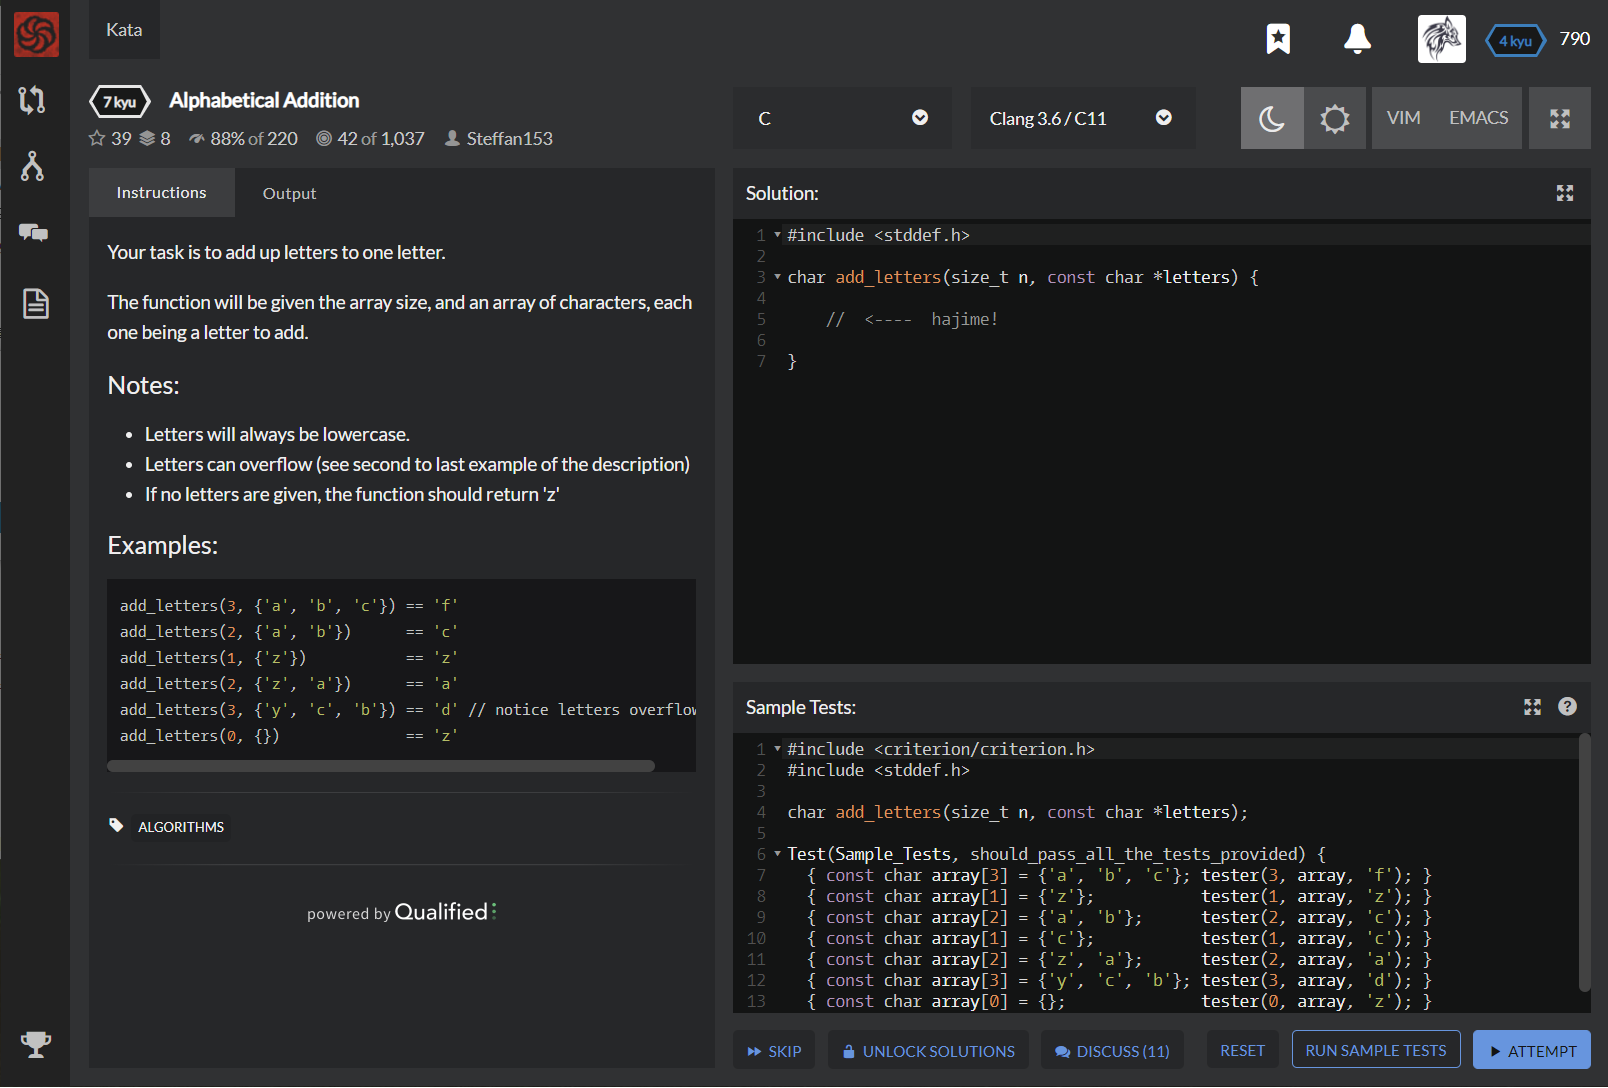 Kata
4 kyu
790
7 kyu
Alphabetical Addition
39 8 88% of 220 42 of 1,037 Steffan153
C
Clang 3.6 / C11
VIM
EMACS
Instructions
Output
Your task is to add up letters to one letter.
The function will be given the array size, and an array of characters, each
one being a letter to add.
Notes:
• Letters will always be lowercase.
• Letters can overflow (see second to last example of the description)
• If no letters are given, the function should return 'z'
Examples:
add_letters(3, {'a', 'b', 'c'}) == 'f'
add_letters(2, {'a', 'b'})      == 'c'
add_letters(1, {'z'})           == 'z'
add_letters(2, {'z', 'a'})      == 'a'
add_letters(3, {'y', 'c', 'b'}) == 'd' // notice letters overflow
add_letters(0, {})              == 'z'
ALGORITHMS
powered by Qualified
Solution:
1 #include <stddef.h>
2
3 char add_letters(size_t n, const char *letters) {
4
5     //  <----  hajime!
6
7 }
Sample Tests:
?
1 #include <criterion/criterion.h>
2 #include <stddef.h>
3
4 char add_letters(size_t n, const char *letters);
5
6 Test(Sample_Tests, should_pass_all_the_tests_provided) {
7   { const char array[3] = {'a', 'b', 'c'}; tester(3, array, 'f'); }
8   { const char array[1] = {'z'};           tester(1, array, 'z'); }
9   { const char array[2] = {'a', 'b'};      tester(2, array, 'c'); }
10   { const char array[1] = {'c'};           tester(1, array, 'c'); }
11   { const char array[2] = {'z', 'a'};      tester(2, array, 'a'); }
12   { const char array[3] = {'y', 'c', 'b'}; tester(3, array, 'd'); }
13   { const char array[0] = {};              tester(0, array, 'z'); }
SKIP
UNLOCK SOLUTIONS
DISCUSS (11)
RESET
RUN SAMPLE TESTS
ATTEMPT